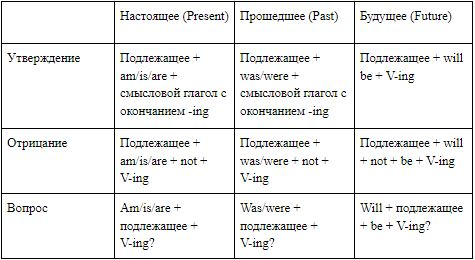 Настоящее (Present) Прошедшее (Past) Будущее (Future)
Утверждение Подлежащее + Подлежащее + Подлежащее + will
am/is/are + was/were + be + V-ing
смысловой глагол с смысловой глагол с
окончанием -ing окончанием -ing
Отрицание Подлежащее + Подлежащее + Подлежащее + will
am/is/are + not + was/were + not + + not + be + V-ing
V-ing V-ing
Вопрос Am/is/are + Was/were + Will + подлежащее
подлежащее + подлежащее + + be + V-ing?
V-ing? V-ing?